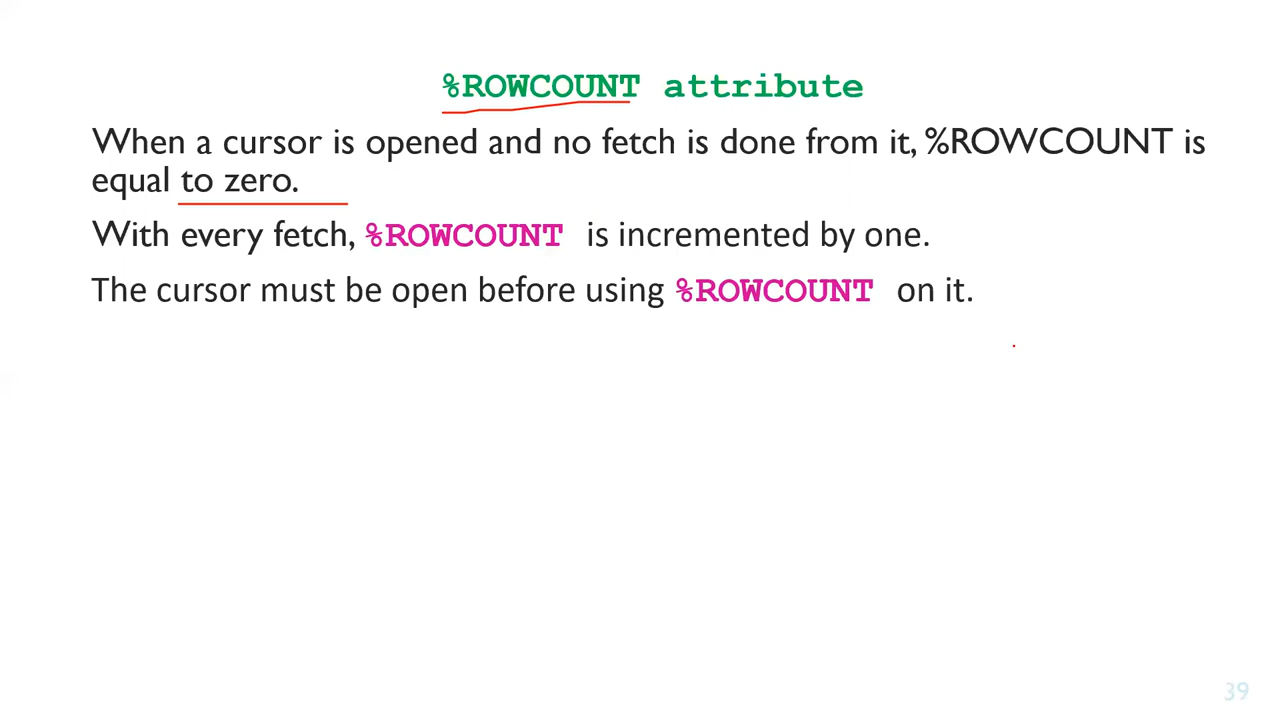 %ROWCOUNT attribute
When a cursor is opened and no fetch is done from it, %ROWCOUNT is
equal to zero.
With every fetch, %ROWCOUNT is incremented by one.
The cursor must be open before using %ROWCOUNT on it.
39